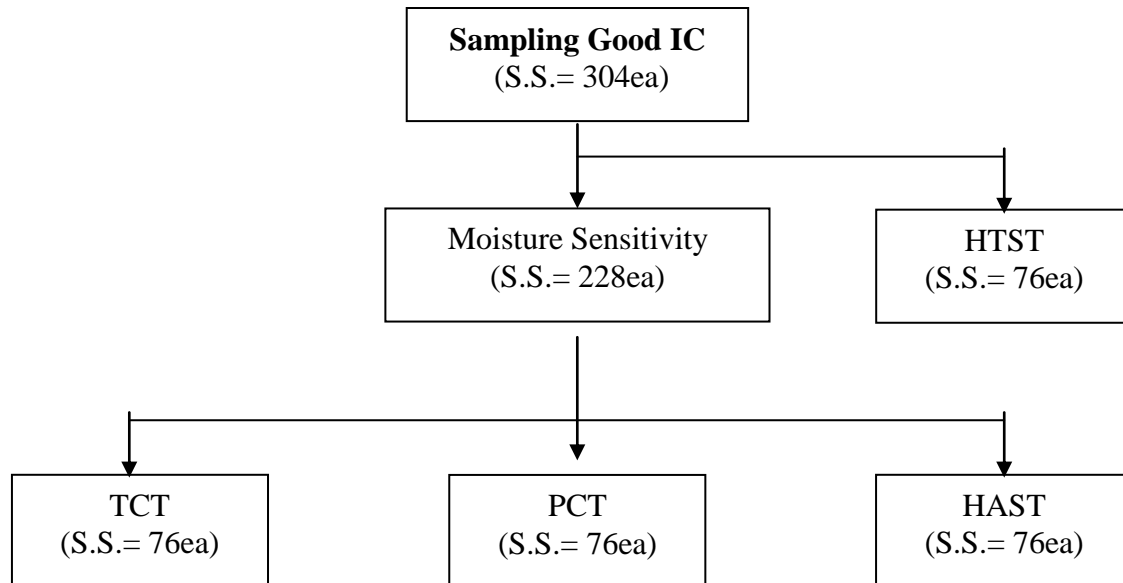 Sampling Good IC
(S.S.= 304ea)
Moisture Sensitivity
(S.S.= 228ea)
HTST
(S.S.= 76ea)
TCT
(S.S.= 76ea)
PCT
(S.S.= 76ea)
HAST
(S.S.= 76ea)